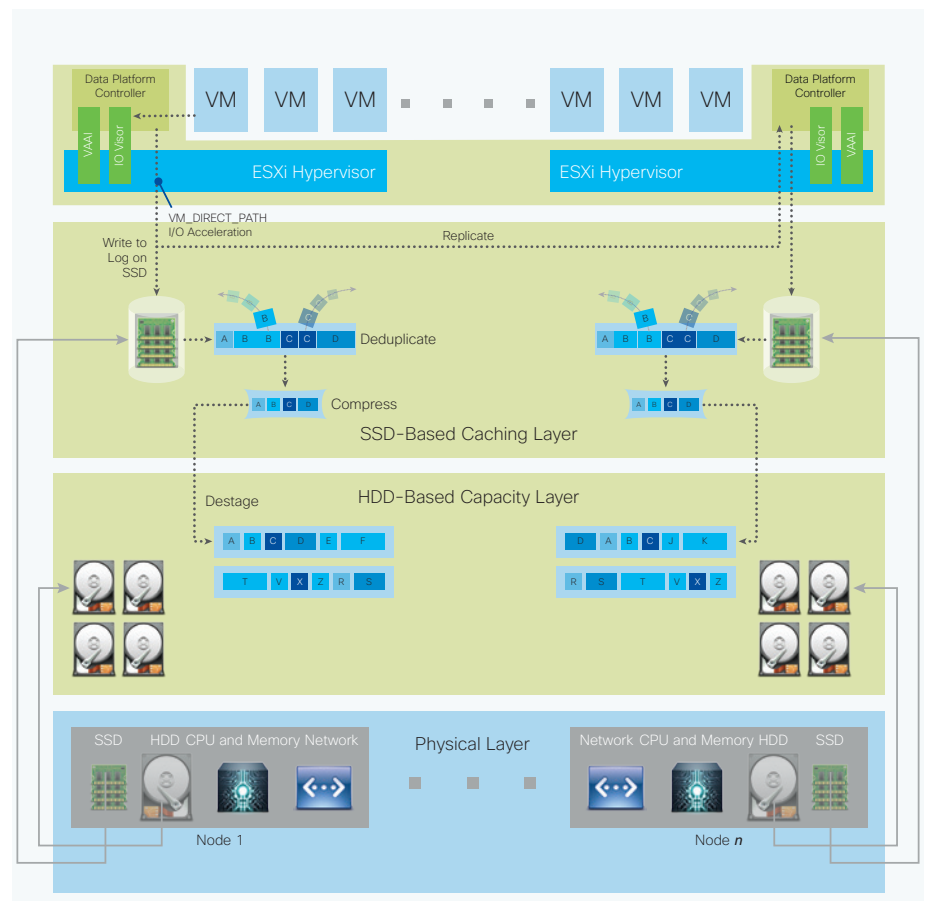 Data Platform
Controller
VM
VM
VM
VM
VM
VM
Data Platform
Controller
VAAI
IO Visor
IO Visor
VAAI
ESXi Hypervisor
ESXi Hypervisor
VM_DIRECT_PATH
I/O Acceleration
Write to
Log on
SSD
Replicate
B
C
B
C
A B B C C D
Deduplicate
A B B C C D
A B C D
Compress
A B C D
SSD-Based Caching Layer
HDD-Based Capacity Layer
Destage
A B C D E F
D A B C J K
T V X Z R S
R S T V X Z
Physical Layer
SSD HDD CPU and Memory Network
Network CPU and Memory HDD SSD
Node 1
Node n